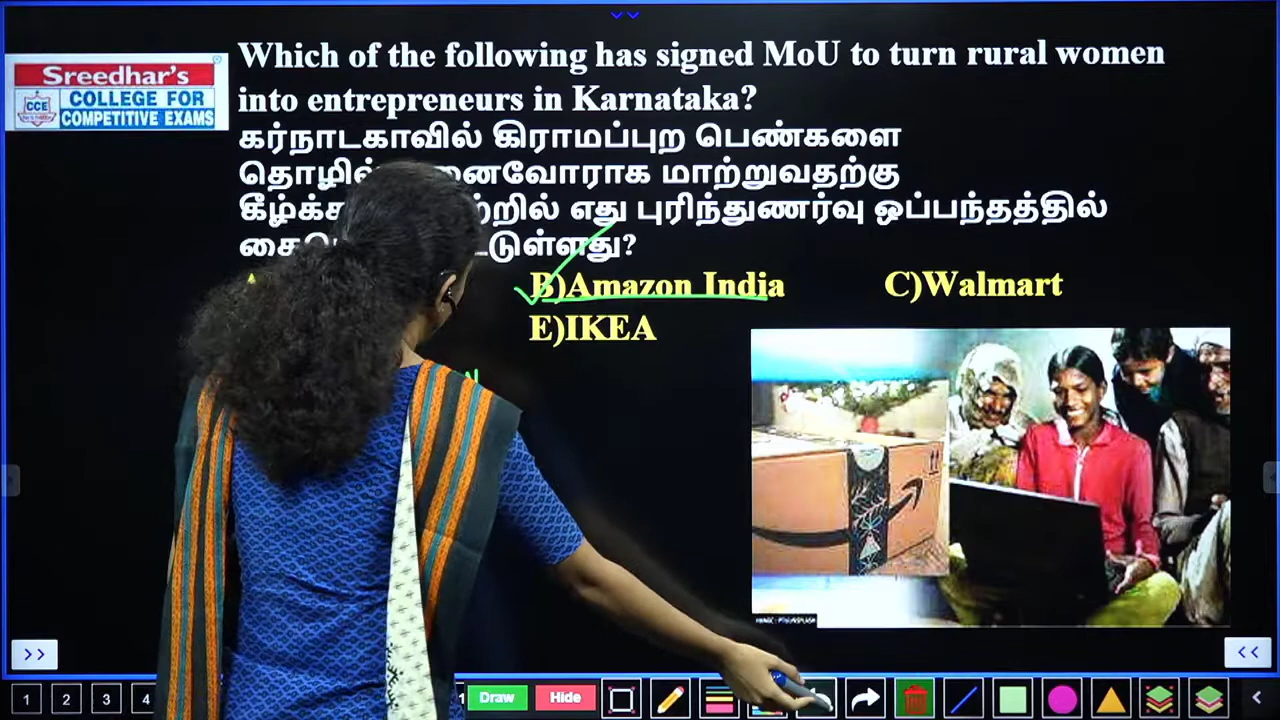 Sreedhar's
CCE
COLLEGE FOR
COMPETITIVE EXAMS
Which of the following has signed MoU to turn rural women
into entrepreneurs in Karnataka?
கர்நாடகாவில் கிராமப்புற பெண்களை
மாற்றுவதற்கு
எது புரிந்துணர்வு ஒப்பந்தத்தில்
B)Amazon India
C)Walmart
E)IKEA
>>
<<
1
2
3
4
Draw
Hide